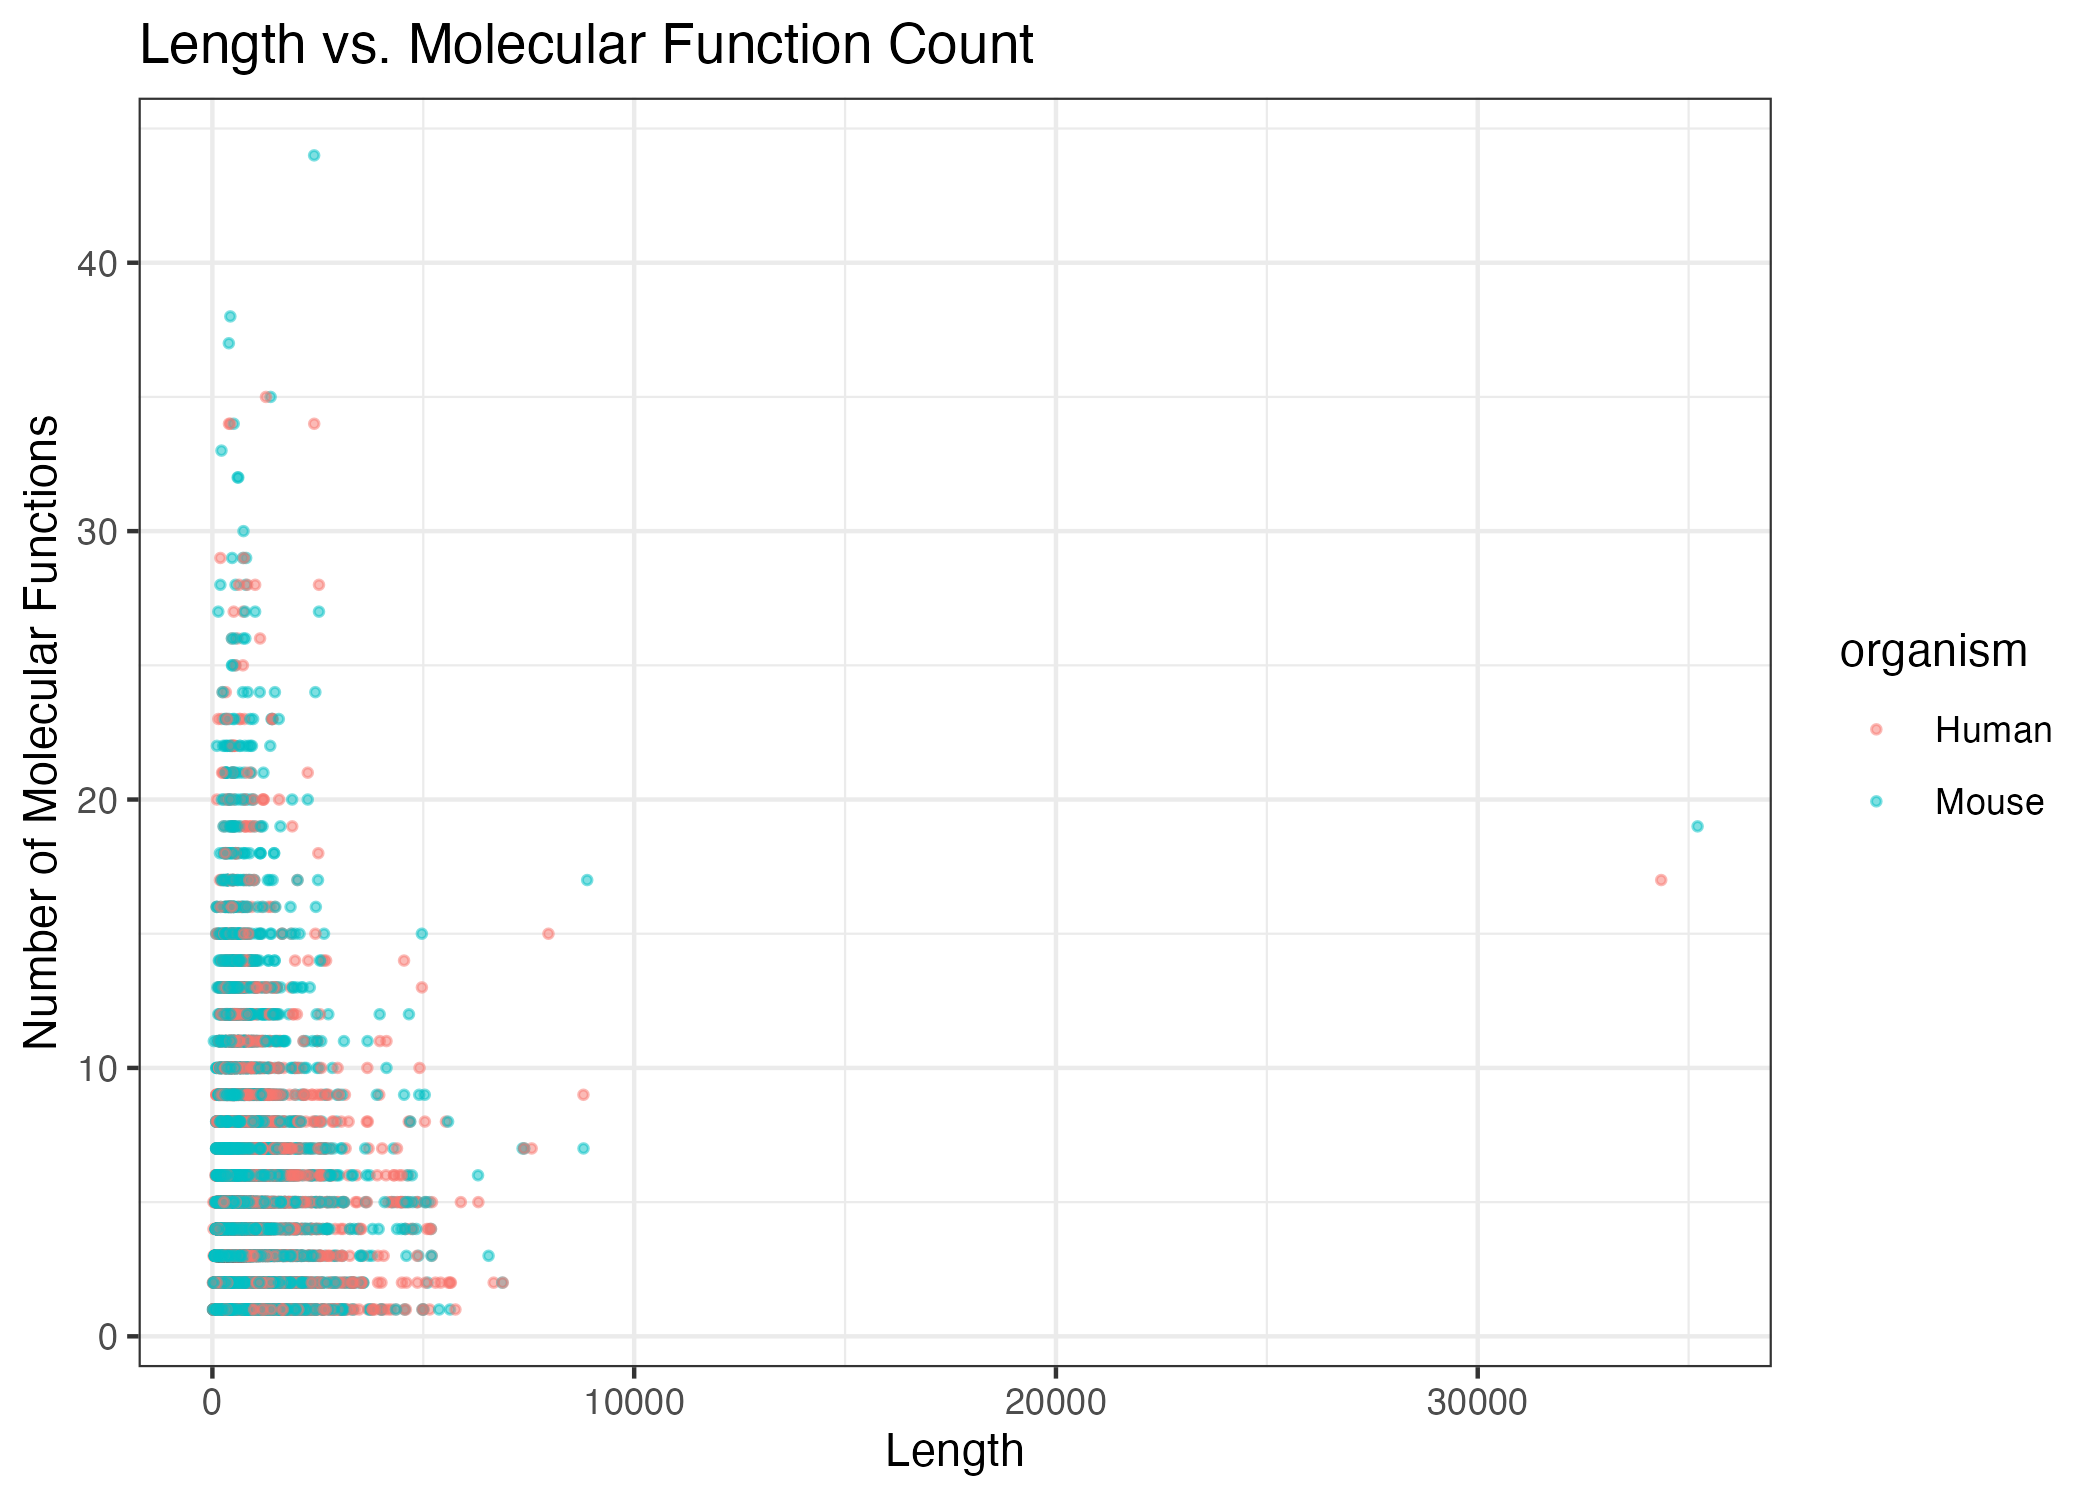 Length vs. Molecular Function Count
Number of Molecular Functions
40
30
20
10
0
0 10000 20000 30000
Length
organism
Human
Mouse